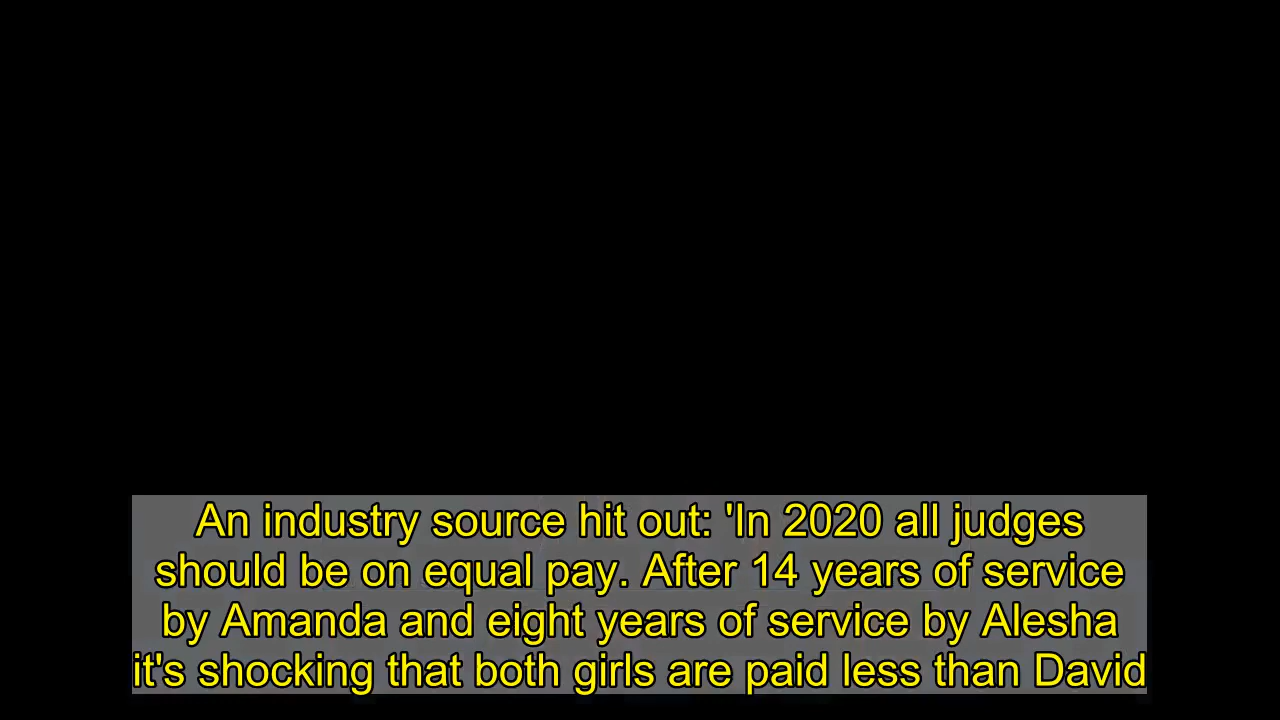 An industry source hit out: 'In 2020 all judges
should be on equal pay. After 14 years of service
by Amanda and eight years of service by Alesha
it's shocking that both girls are paid less than David